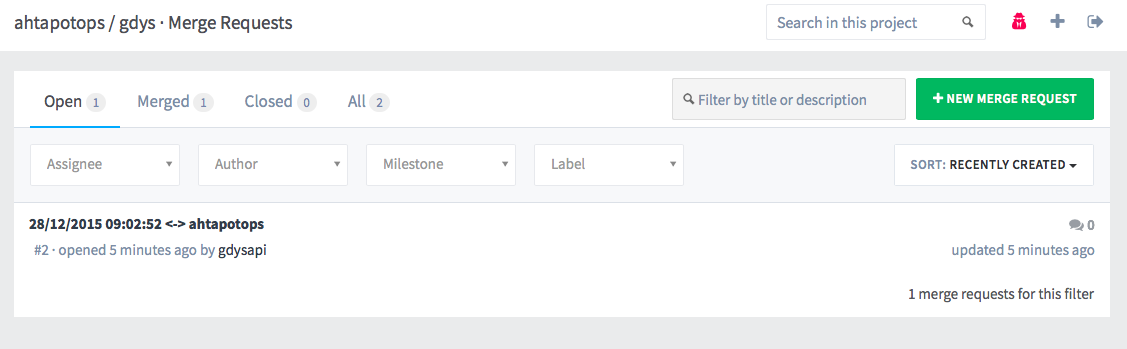 ahtapotops / gdys · Merge Requests
Search in this project
Open 1 Merged 1 Closed 0 All 2
Filter by title or description
NEW MERGE REQUEST
Assignee Author Milestone Label
SORT: RECENTLY CREATED
28/12/2015 09:02:52 <-> ahtapotops
0
#2 · opened 5 minutes ago by gdysapi
updated 5 minutes ago
1 merge requests for this filter